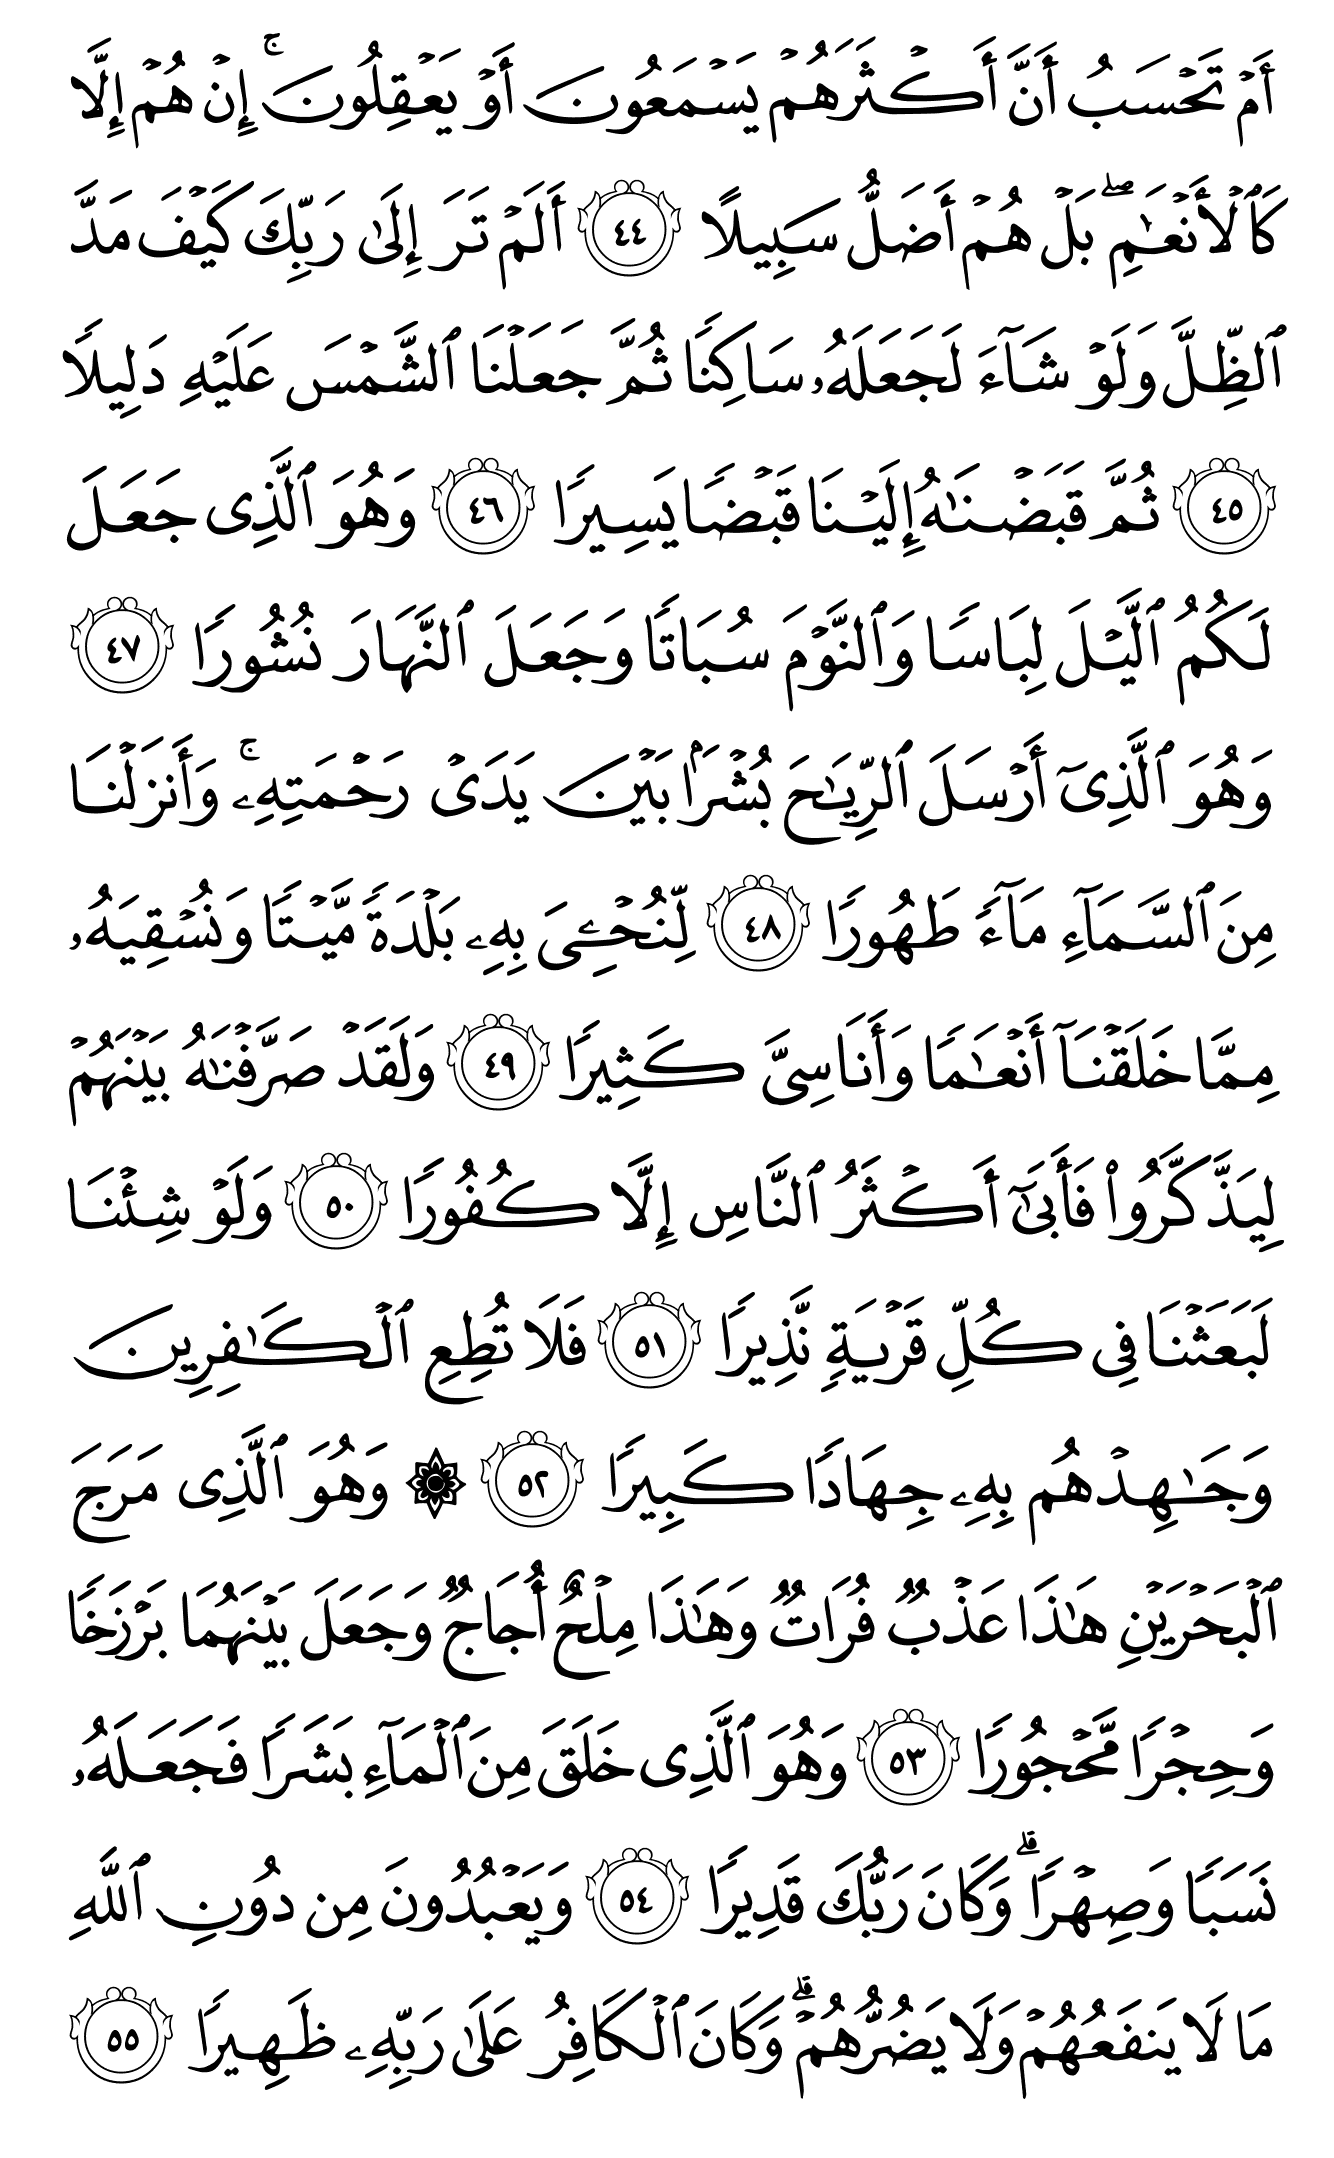 أَمْ تَحْسَبُ أَنَّ أَكْثَرَهُمْ يَسْمَعُونَ أَوْ يَعْقِلُونَ ۚ إِنْ هُمْ إِلَّا
كَٱلْأَنْعَٰمِ ۖ بَلْ هُمْ أَضَلُّ سَبِيلًا ٤٤ أَلَمْ تَرَ إِلَىٰ رَبِّكَ كَيْفَ مَدَّ
ٱلظِّلَّ وَلَوْ شَآءَ لَجَعَلَهُۥ سَاكِنًا ثُمَّ جَعَلْنَا ٱلشَّمْسَ عَلَيْهِ دَلِيلًا
٤٥ ثُمَّ قَبَضْنَٰهُ إِلَيْنَا قَبْضًا يَسِيرًا ٤٦ وَهُوَ ٱلَّذِى جَعَلَ
لَكُمُ ٱلَّيْلَ لِبَاسًا وَٱلنَّوْمَ سُبَاتًا وَجَعَلَ ٱلنَّهَارَ نُشُورًا ٤٧
وَهُوَ ٱلَّذِىٓ أَرْسَلَ ٱلرِّيَٰحَ بُشْرًۢا بَيْنَ يَدَىْ رَحْمَتِهِۦ ۚ وَأَنزَلْنَا
مِنَ ٱلسَّمَآءِ مَآءً طَهُورًا ٤٨ لِّنُحْـِۧىَ بِهِۦ بَلْدَةً مَّيْتًا وَنُسْقِيَهُۥ
مِمَّا خَلَقْنَآ أَنْعَٰمًا وَأَنَاسِىَّ كَثِيرًا ٤٩ وَلَقَدْ صَرَّفْنَٰهُ بَيْنَهُمْ
لِيَذَّكَّرُوا۟ فَأَبَىٰٓ أَكْثَرُ ٱلنَّاسِ إِلَّا كُفُورًا ٥٠ وَلَوْ شِئْنَا
لَبَعَثْنَا فِى كُلِّ قَرْيَةٍ نَّذِيرًا ٥١ فَلَا تُطِعِ ٱلْكَٰفِرِينَ
وَجَٰهِدْهُم بِهِۦ جِهَادًا كَبِيرًا ٥٢ ۞ وَهُوَ ٱلَّذِى مَرَجَ
ٱلْبَحْرَيْنِ هَٰذَا عَذْبٌ فُرَاتٌ وَهَٰذَا مِلْحٌ أُجَاجٌ وَجَعَلَ بَيْنَهُمَا بَرْزَخًا
وَحِجْرًا مَّحْجُورًا ٥٣ وَهُوَ ٱلَّذِى خَلَقَ مِنَ ٱلْمَآءِ بَشَرًا فَجَعَلَهُۥ
نَسَبًا وَصِهْرًا ۗ وَكَانَ رَبُّكَ قَدِيرًا ٥٤ وَيَعْبُدُونَ مِن دُونِ ٱللَّهِ
مَا لَا يَنفَعُهُمْ وَلَا يَضُرُّهُمْ ۗ وَكَانَ ٱلْكَافِرُ عَلَىٰ رَبِّهِۦ ظَهِيرًا ٥٥